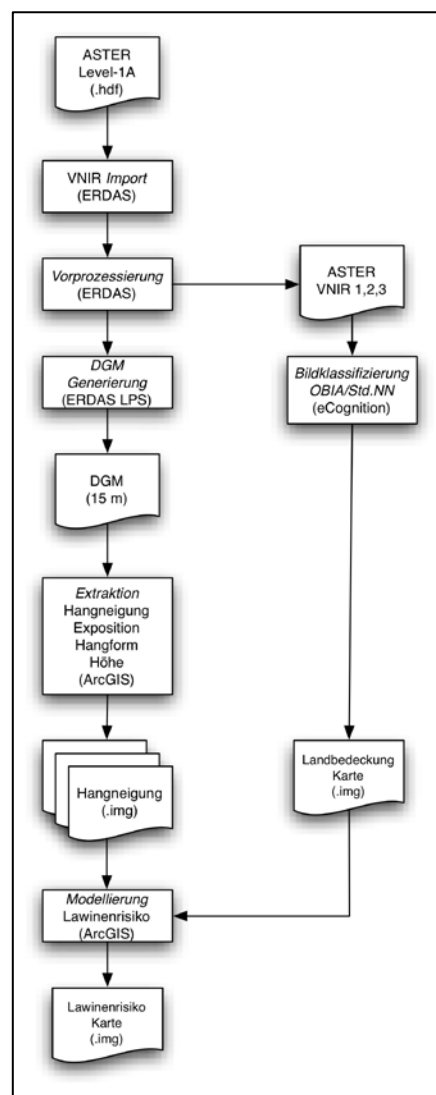 ASTER
Level-1A
(.hdf)
VNIR Import
(ERDAS)
Vorprozessierung
(ERDAS)
ASTER
VNIR 1,2,3
DGM
Generierung
(ERDAS LPS)
Bildklassifizierung
OBIA/Std.NN
(eCognition)
DGM
(15 m)
Extraktion
Hangneigung
Exposition
Hangform
Höhe
(ArcGIS)
Hangneigung
(.img)
Landbedeckung
Karte
(.img)
Modellierung
Lawinenrisiko
(ArcGIS)
Lawinenrisiko
Karte
(.img)